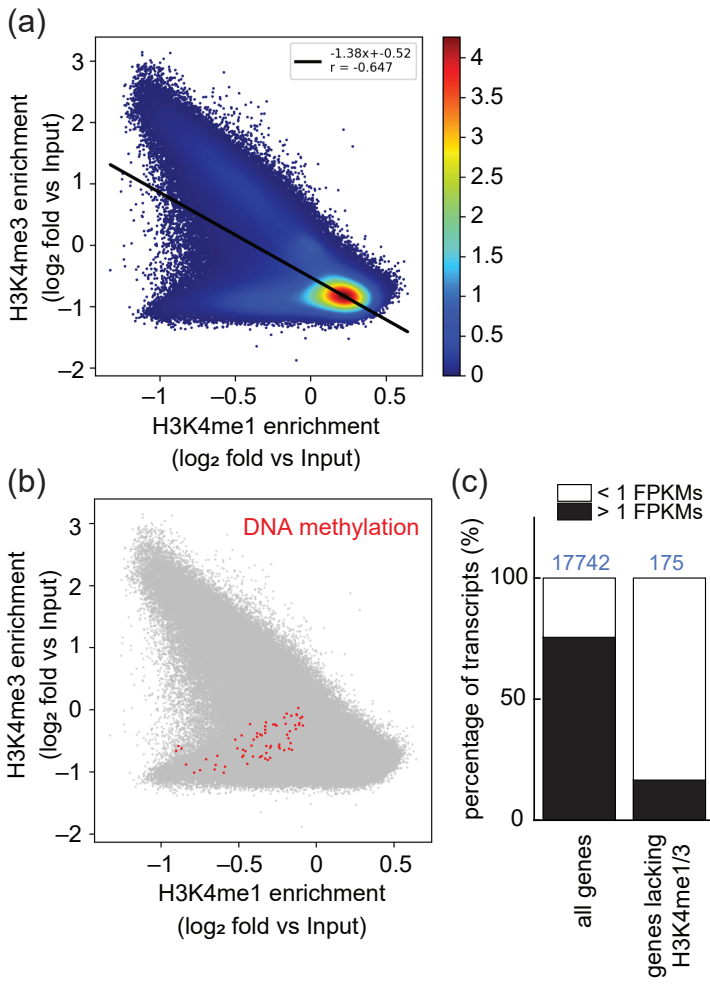 (a)
3
2
1
0
–1
–2
H3K4me3 enrichment
(log₂ fold vs Input)
-1.38x+-0.52
r = -0.647
4
3.5
3
2.5
2
1.5
1
0.5
0
–1
–0.5
0
0.5
H3K4me1 enrichment
(log₂ fold vs Input)
(b)
DNA methylation
3
2
1
0
–1
–2
H3K4me3 enrichment
(log₂ fold vs Input)
–1
–0.5
0
0.5
H3K4me1 enrichment
(log₂ fold vs Input)
(c)
< 1 FPKMs
> 1 FPKMs
percentage of transcripts (%)
17742
175
100
50
0
all genes
genes lacking
H3K4me1/3